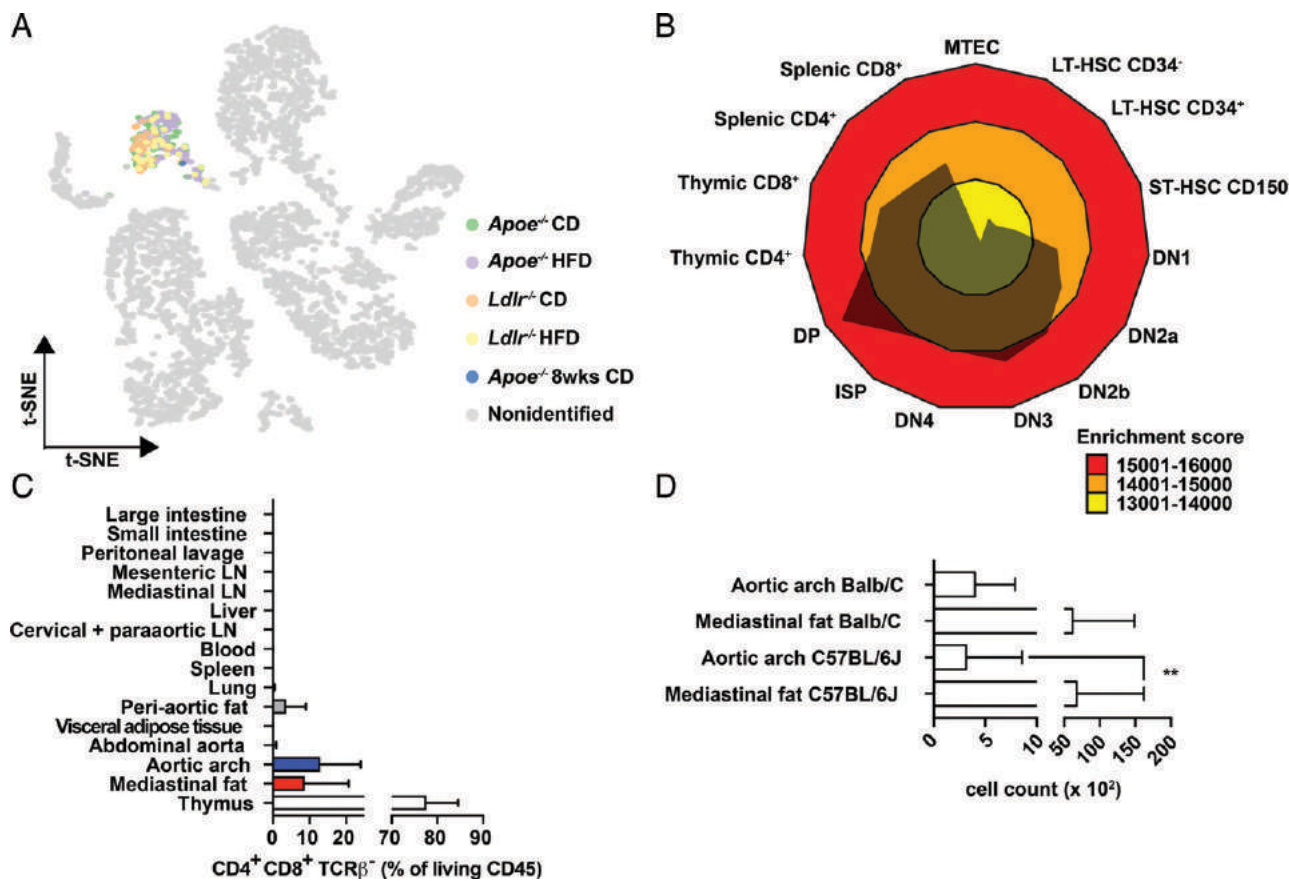 A
t-SNE
t-SNE
Apoe-/- CD
Apoe-/- HFD
Ldlr-/- CD
Ldlr-/- HFD
Apoe-/- 8wks CD
Nonidentified
B
MTEC
LT-HSC CD34-
LT-HSC CD34+
ST-HSC CD150
DN1
DN2a
DN2b
DN3
DN4
ISP
DP
Thymic CD4+
Thymic CD8+
Splenic CD4+
Splenic CD8+
Enrichment score
15001-16000
14001-15000
13001-14000
C
Large intestine
Small intestine
Peritoneal lavage
Mesenteric LN
Mediastinal LN
Liver
Cervical + paraaortic LN
Blood
Spleen
Lung
Peri-aortic fat
Visceral adipose tissue
Abdominal aorta
Aortic arch
Mediastinal fat
Thymus
0 10 20 70 80 90
CD4+CD8+ TCRβ- (% of living CD45)
D
Aortic arch Balb/C
Mediastinal fat Balb/C
Aortic arch C57BL/6J
Mediastinal fat C57BL/6J
**
0 5 10 50 100 150 200
cell count (x 10²)